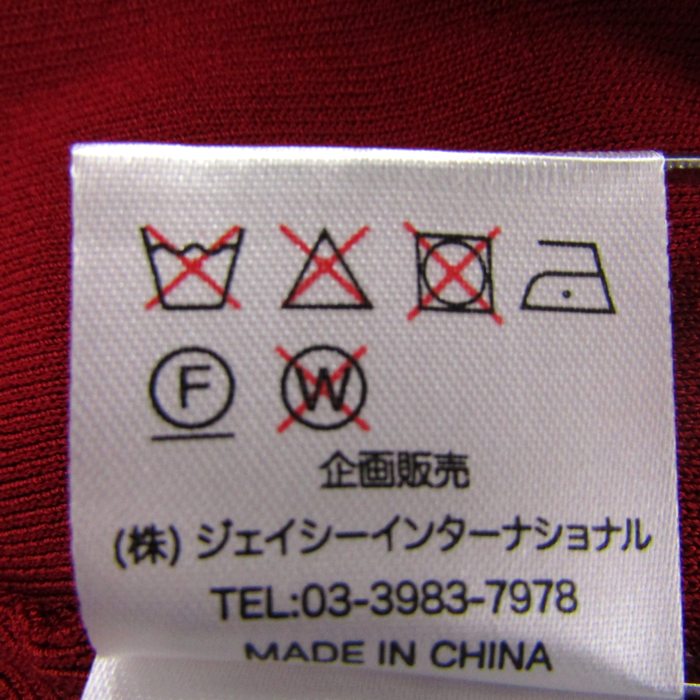 F W
企画販売
(株) ジェイシーインターナショナル
TEL:03-3983-7978
MADE IN CHINA